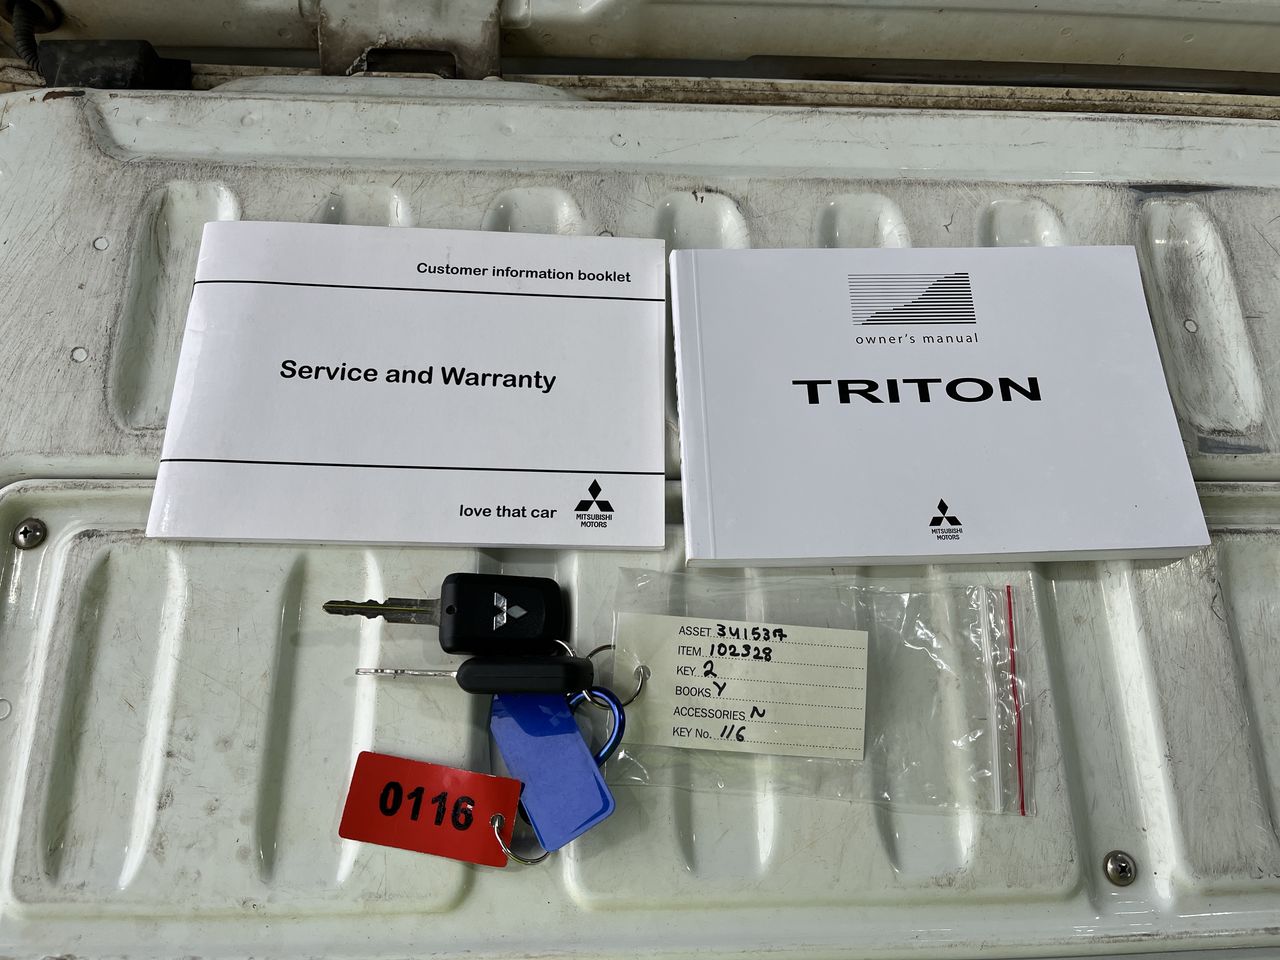 Customer information booklet
Service and Warranty
love that car
MITSUBISHI
MOTORS
owner's manual
TRITON
MITSUBISHI
MOTORS
ASSET 341537
ITEM 102328
KEY 2
BOOKS Y
ACCESSORIES N
KEY No. 116
0116